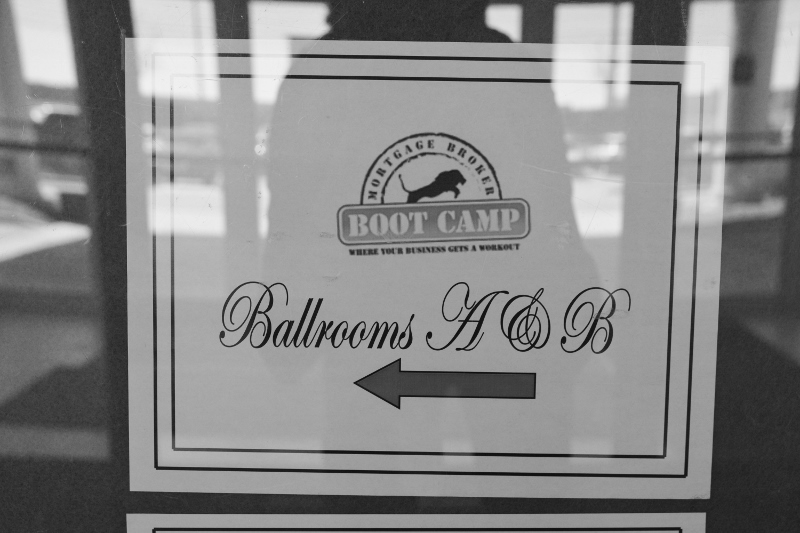 MORTGAGE BROKER
BOOT CAMP
WHERE YOUR BUSINESS GETS A WORKOUT
Ballrooms A & B